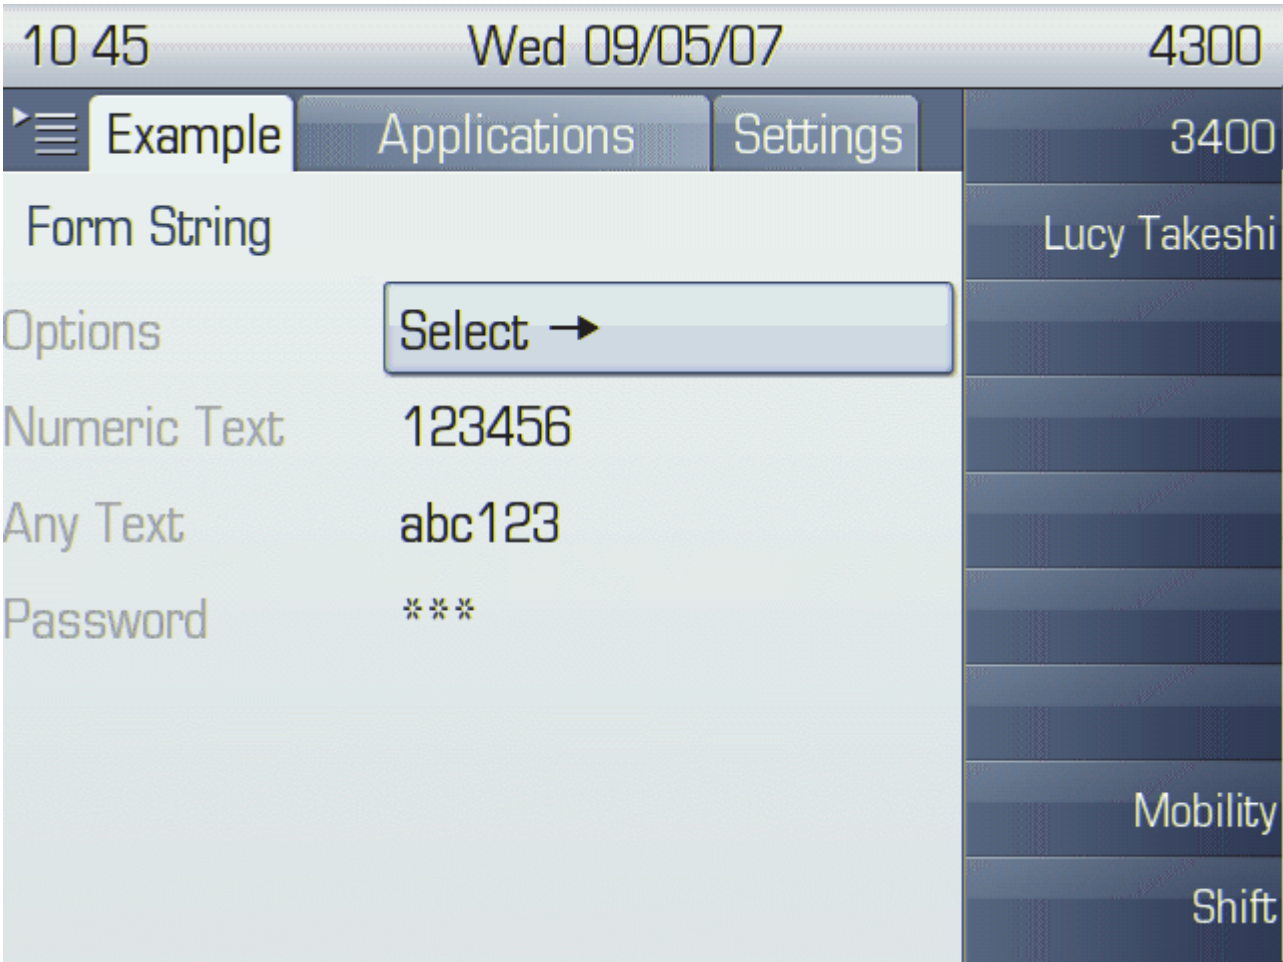 10 45 Wed 09/05/07 4300
Example Applications Settings 3400
Form String Lucy Takeshi
Options Select →
Numeric Text 123456
Any Text abc123
Password ***
Mobility
Shift